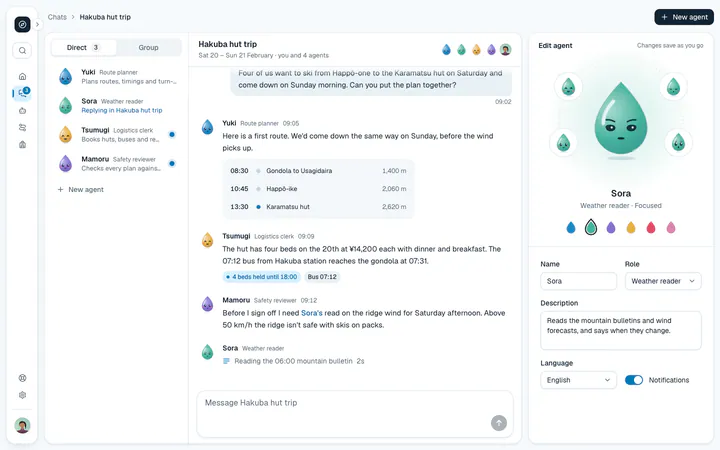 Chats > Hakuba hut trip
+ New agent
3
Direct 3
Group
Yuki Route planner
Plans routes, timings and turn-...
Sora Weather reader
Replying in Hakuba hut trip
Tsumugi Logistics clerk
Books huts, buses and re...
Mamoru Safety reviewer
Checks every plan agains...
+ New agent
Hakuba hut trip
Sat 20 – Sun 21 February · you and 4 agents
Four of us want to ski from Happō-one to the Karamatsu hut on Saturday and
come down on Sunday morning. Can you put the plan together?
09:02
Yuki Route planner 09:05
Here is a first route. We'd come down the same way on Sunday, before the wind
picks up.
08:30 Gondola to Usagidaira 1,400 m
10:45 Happō-ike 2,060 m
13:30 Karamatsu hut 2,620 m
Tsumugi Logistics clerk 09:09
The hut has four beds on the 20th at ¥14,200 each with dinner and breakfast. The
07:12 bus from Hakuba station reaches the gondola at 07:31.
4 beds held until 18:00 Bus 07:12
Mamoru Safety reviewer 09:12
Before I sign off I need Sora's read on the ridge wind for Saturday afternoon. Above
50 km/h the ridge isn't safe with skis on packs.
Sora Weather reader
Reading the 06:00 mountain bulletin 2s
Message Hakuba hut trip
Edit agent
Changes save as you go
Sora
Weather reader · Focused
Name
Role
Sora
Weather reader
Description
Reads the mountain bulletins and wind
forecasts, and says when they change.
Language
English
Notifications